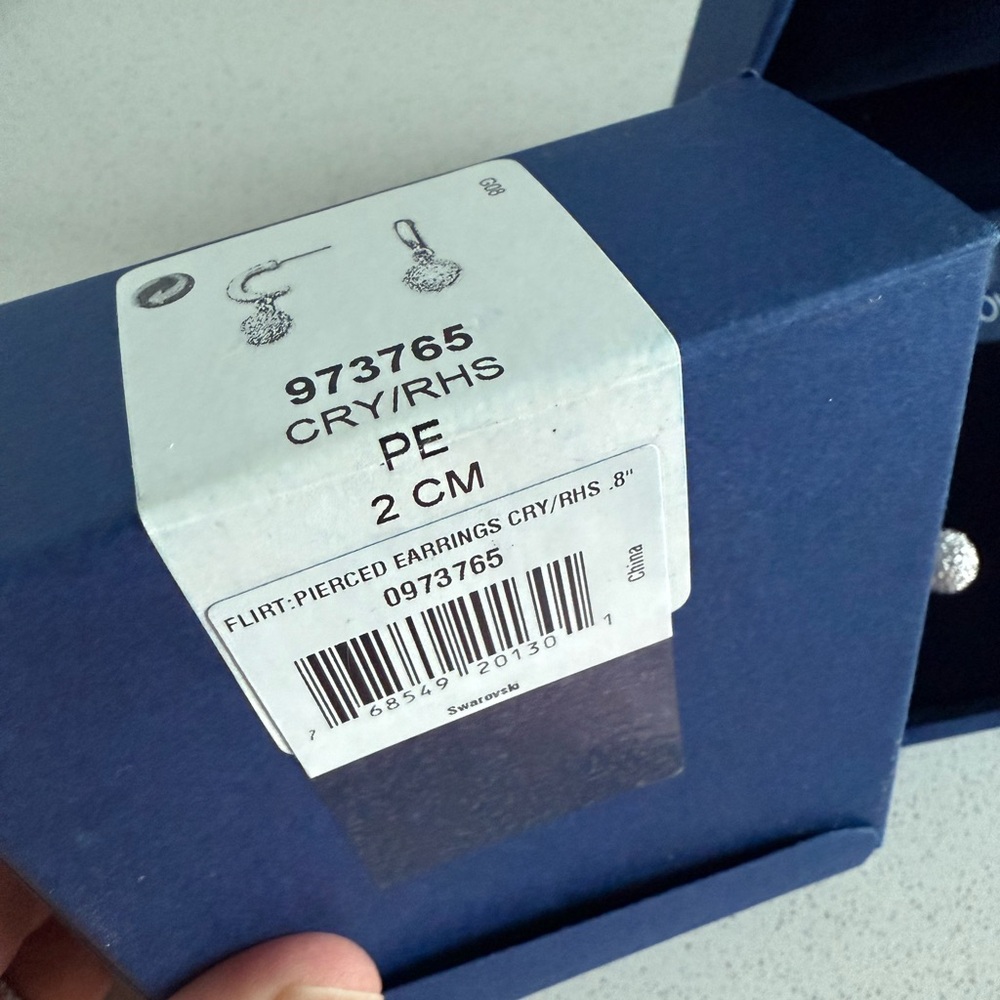 G08
973765
CRY/RHS
PE
2 CM
FLIRT:PIERCED EARRINGS CRY/RHS .8"
0973765
China
7 68549 20130 1
Swarovski